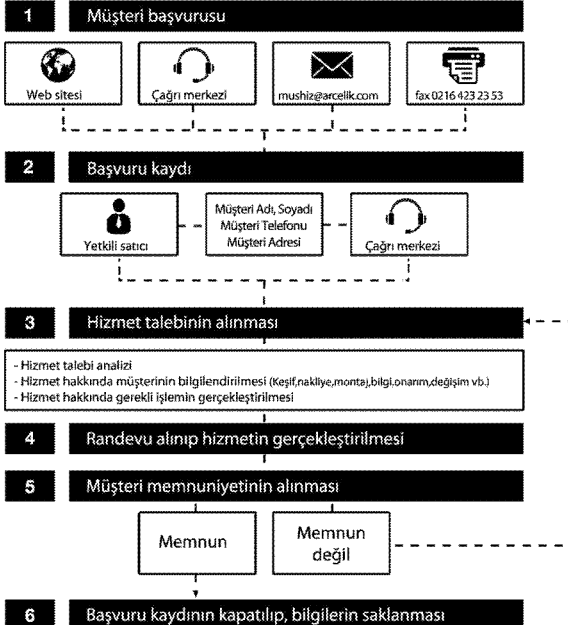 1 Müşteri başvurusu
Web sitesi
Çağrı merkezi
mushiz@arcelik.com
fax 0216 423 23 53
2 Başvuru kaydı
Yetkili satıcı
Müşteri Adı, Soyadı
Müşteri Telefonu
Müşteri Adresi
Çağrı merkezi
3 Hizmet talebinin alınması
- Hizmet talebi analizi
- Hizmet hakkında müşterinin bilgilendirilmesi (Keşif,nakliye,montaj,bilgi,onarım,değişim vb.)
- Hizmet hakkında gerekli işlemin gerçekleştirilmesi
4 Randevu alınıp hizmetin gerçekleştirilmesi
5 Müşteri memnuniyetinin alınması
Memnun
Memnun
değil
6 Başvuru kaydının kapatılıp, bilgilerin saklanması